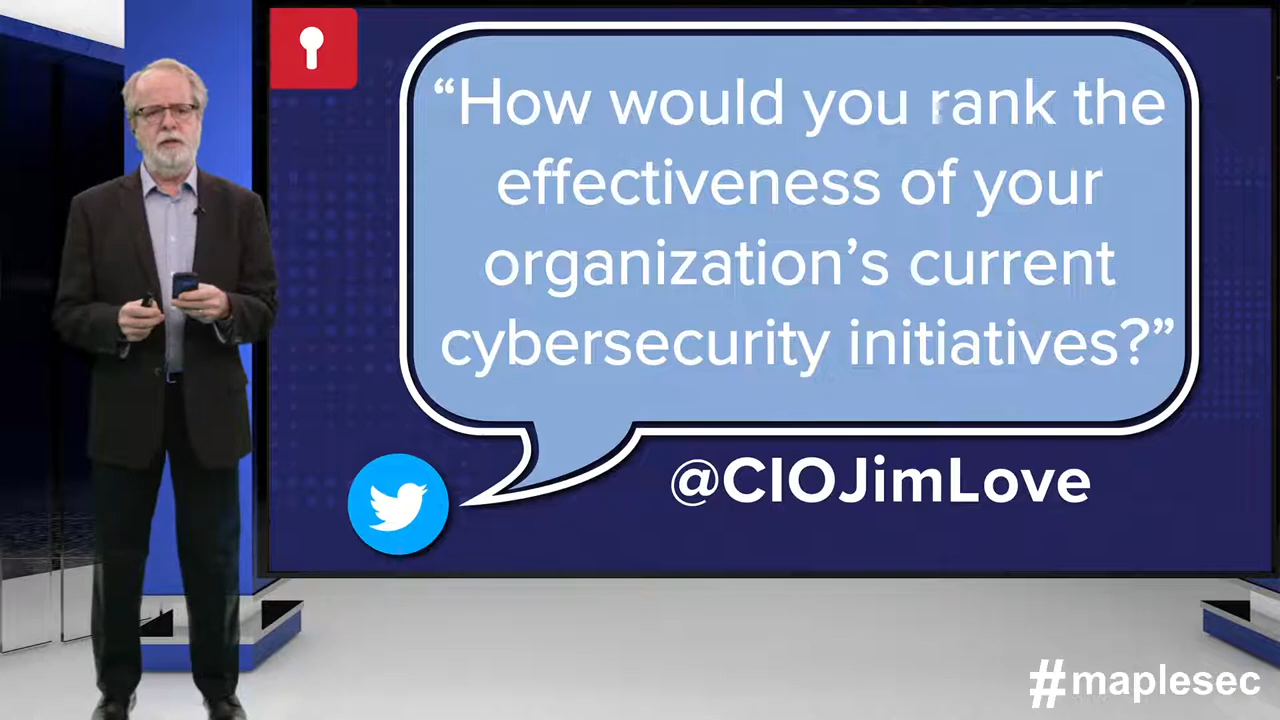 “How would you rank the
effectiveness of your
organization’s current
cybersecurity initiatives?”
@CIOJimLove
#maplesec